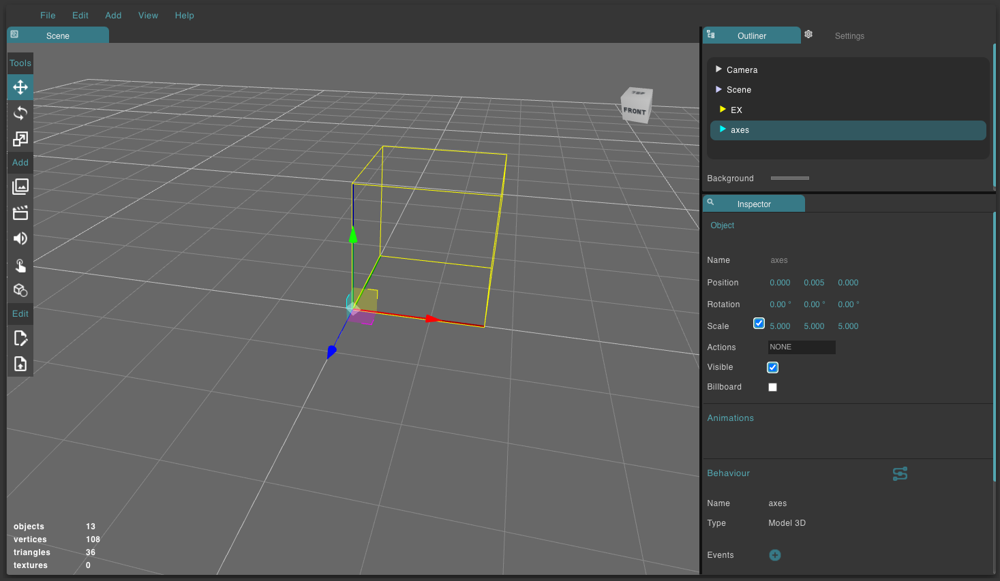 File Edit Add View Help
Scene
Tools
Add
Edit
TOP
FRONT
objects 13
vertices 108
triangles 36
textures 0
Outliner Settings
Camera
Scene
EX
axes
Background
Inspector
Object
Name axes
Position 0.000 0.005 0.000
Rotation 0.00 ° 0.00 ° 0.00 °
Scale 5.000 5.000 5.000
Actions NONE
Visible
Billboard
Animations
Behaviour
Name axes
Type Model 3D
Events